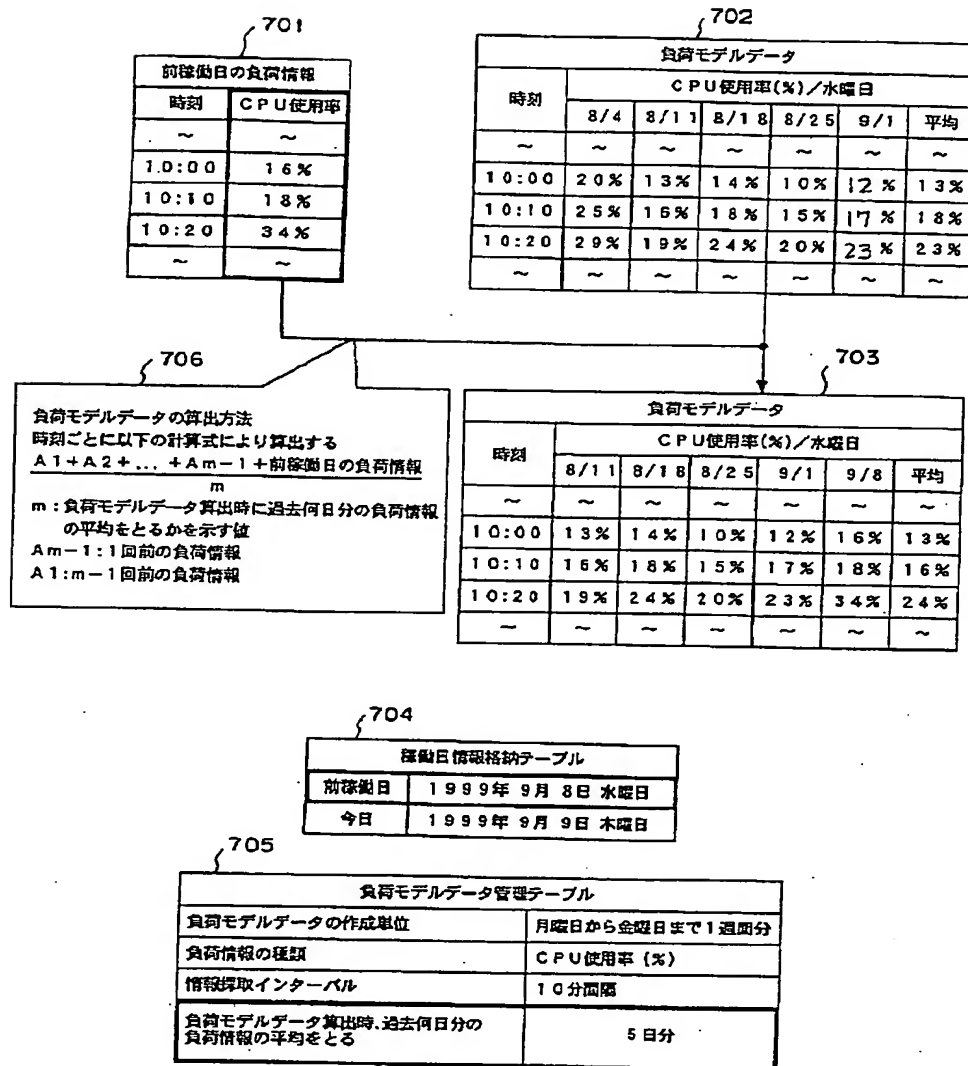 701
前稼働日の負荷情報
時刻 CPU使用率
～ ～
10:00 16%
10:10 18%
10:20 34%
～ ～
702
負荷モデルデータ
時刻 CPU使用率(%)/水曜日
8/4 8/11 8/18 8/25 9/1 平均
～ ～ ～ ～ ～ ～ ～
10:00 20% 13% 14% 10% 12% 13%
10:10 25% 16% 18% 15% 17% 18%
10:20 29% 19% 24% 20% 23% 23%
～ ～ ～ ～ ～ ～ ～
706
負荷モデルデータの算出方法
時刻ごとに以下の計算式により算出する
A1+A2+... +Am-1+前稼働日の負荷情報
m
m:負荷モデルデータ算出時に過去何日分の負荷情報
の平均をとるかを示す値
Am-1:1回前の負荷情報
A1:m-1回前の負荷情報
703
負荷モデルデータ
時刻 CPU使用率(%)/水曜日
8/11 8/18 8/25 9/1 9/8 平均
～ ～ ～ ～ ～ ～ ～
10:00 13% 14% 10% 12% 16% 13%
10:10 16% 18% 15% 17% 18% 16%
10:20 19% 24% 20% 23% 34% 24%
～ ～ ～ ～ ～ ～ ～
704
稼働日情報格納テーブル
前稼働日 1999年 9月 8日 水曜日
今日 1999年 9月 9日 木曜日
705
負荷モデルデータ管理テーブル
負荷モデルデータの作成単位 月曜日から金曜日まで1週間分
負荷情報の種類 CPU使用率(%)
情報採取インターバル 10分間隔
負荷モデルデータ算出時、過去何日分の
負荷情報の平均をとる 5日分